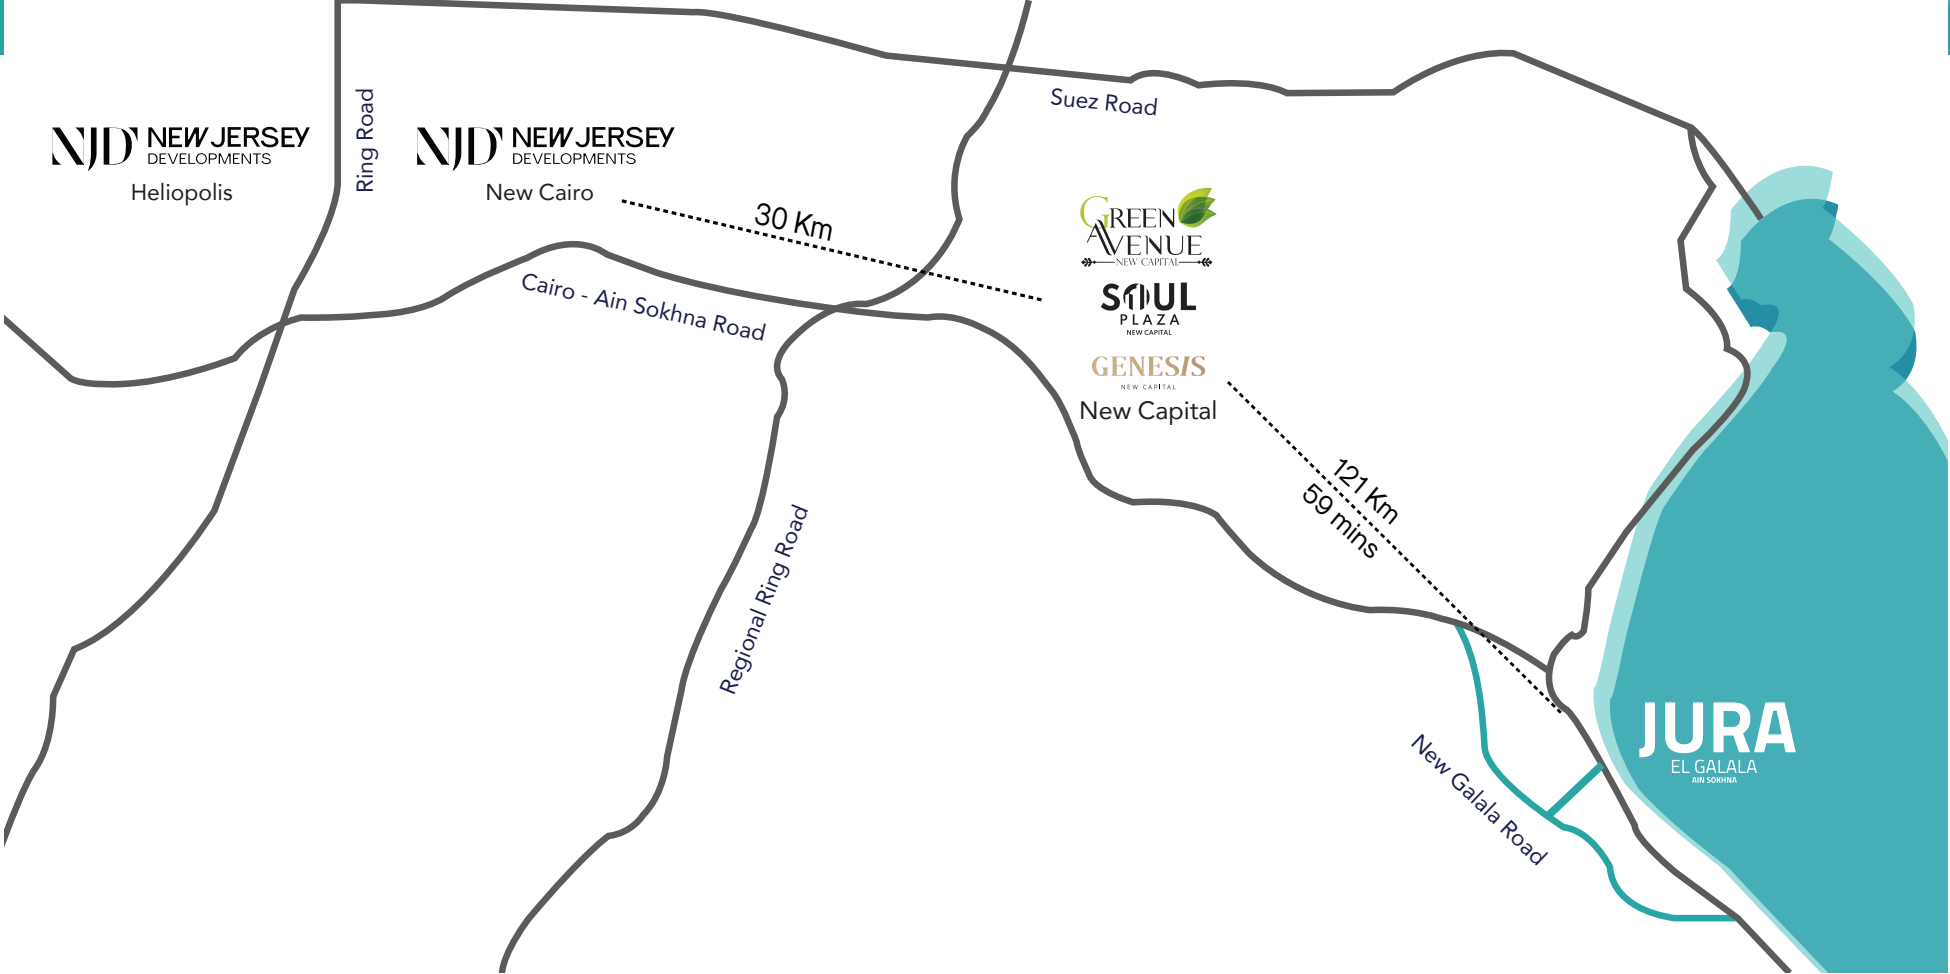 Suez Road
Ring Road
NJD NEW JERSEY
DEVELOPMENTS
Heliopolis
NJD NEW JERSEY
DEVELOPMENTS
New Cairo
30 Km
Cairo - Ain Sokhna Road
GREEN
AVENUE
NEW CAPITAL
SOUL
PLAZA
NEW CAPITAL
GENESIS
NEW CAPITAL
New Capital
121 Km
59 mins
Regional Ring Road
New Galala Road
JURA
EL GALALA
AIN SOKHNA